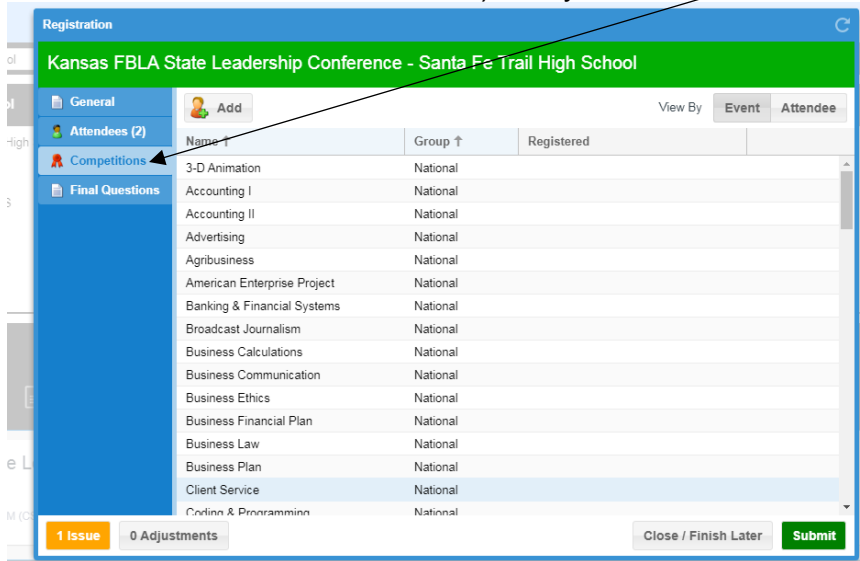 Registration
Kansas FBLA State Leadership Conference - Santa Fe Trail High School
General
Attendees (2)
Competitions
Final Questions
Add
View By Event Attendee
Name ↑ Group ↑ Registered
3-D Animation National
Accounting I National
Accounting II National
Advertising National
Agribusiness National
American Enterprise Project National
Banking & Financial Systems National
Broadcast Journalism National
Business Calculations National
Business Communication National
Business Ethics National
Business Financial Plan National
Business Law National
Business Plan National
Client Service National
Coding & Programming National
1 Issue 0 Adjustments Close / Finish Later Submit